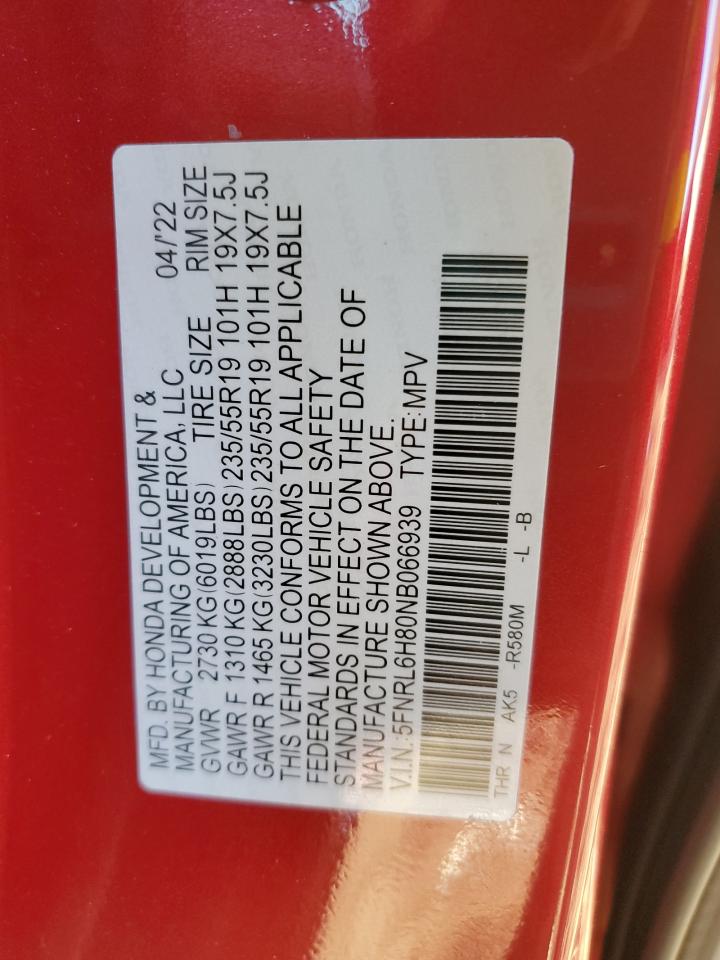 MFD. BY HONDA DEVELOPMENT &
MANUFACTURING OF AMERICA, LLC 04/'22
GVWR 2730 KG(6019LBS) TIRE SIZE RIM SIZE
GAWR F 1310 KG(2888LBS)235/55R19 101H 19X7.5J
GAWR R 1465 KG(3230LBS)235/55R19 101H 19X7.5J
THIS VEHICLE CONFORMS TO ALL APPLICABLE
FEDERAL MOTOR VEHICLE SAFETY
STANDARDS IN EFFECT ON THE DATE OF
MANUFACTURE SHOWN ABOVE.
V.I.N.:5FNRL6H80NB066939 TYPE:MPV
THR N AK5 -R580M -L -B